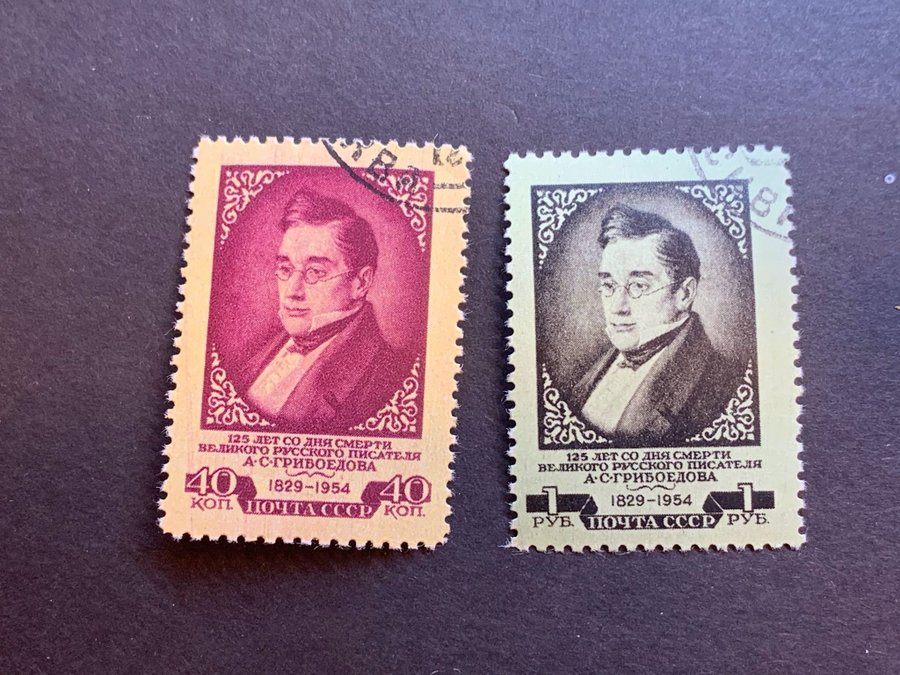 125 ЛЕТ СО ДНЯ СМЕРТИ
ВЕЛИКОГО РУССКОГО ПИСАТЕЛЯ
А·С·ГРИБОЕДОВА
40 1829-1954 40
КОП. ПОЧТА СССР КОП.
125 ЛЕТ СО ДНЯ СМЕРТИ
ВЕЛИКОГО РУССКОГО ПИСАТЕЛЯ
А·С·ГРИБОЕДОВА
1 1829-1954 1
РУБ. ПОЧТА СССР РУБ.